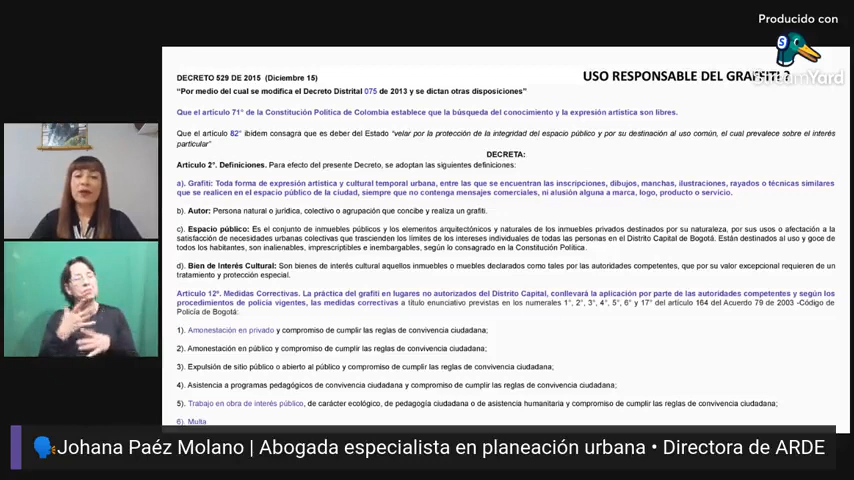 Producido con
StreamYard
DECRETO 529 DE 2015 (Diciembre 15)
USO RESPONSABLE DEL GRAFFITI?
“Por medio del cual se modifica el Decreto Distrital 075 de 2013 y se dictan otras disposiciones”
Que el artículo 71° de la Constitución Política de Colombia establece que la búsqueda del conocimiento y la expresión artística son libres.
Que el artículo 82° ibidem consagra que es deber del Estado “velar por la protección de la integridad del espacio público y por su destinación al uso común, el cual prevalece sobre el interés
particular”
DECRETA:
Artículo 2°. Definiciones. Para efecto del presente Decreto, se adoptan las siguientes definiciones:
a). Grafiti: Toda forma de expresión artística y cultural temporal urbana, entre las que se encuentran las inscripciones, dibujos, manchas, ilustraciones, rayados o técnicas similares
que se realicen en el espacio público de la ciudad, siempre que no contenga mensajes comerciales, ni alusión alguna a marca, logo, producto o servicio.
b). Autor: Persona natural o jurídica, colectivo o agrupación que concibe y realiza un grafiti.
c). Espacio público: Es el conjunto de inmuebles públicos y los elementos arquitectónicos y naturales de los inmuebles privados destinados por su naturaleza, por sus usos o afectación a la
satisfacción de necesidades urbanas colectivas que trascienden los límites de los intereses individuales de todas las personas en el Distrito Capital de Bogotá. Están destinados al uso y goce de
todos los habitantes, son inalienables, imprescriptibles e inembargables, según lo consagrado en la Constitución Política.
d). Bien de Interés Cultural: Son bienes de interés cultural aquellos inmuebles o muebles declarados como tales por las autoridades competentes, que por su valor excepcional requieren de un
tratamiento y protección especial.
Artículo 12°. Medidas Correctivas. La práctica del grafiti en lugares no autorizados del Distrito Capital, conllevará la aplicación por parte de las autoridades competentes y según los
procedimientos de policía vigentes, las medidas correctivas a título enunciativo previstas en los numerales 1°, 2°, 3°, 4°, 5°, 6° y 17° del artículo 164 del Acuerdo 79 de 2003 -Código de
Policía de Bogotá:
1). Amonestación en privado y compromiso de cumplir las reglas de convivencia ciudadana;
2). Amonestación en público y compromiso de cumplir las reglas de convivencia ciudadana;
3). Expulsión de sitio público o abierto al público y compromiso de cumplir las reglas de convivencia ciudadana;
4). Asistencia a programas pedagógicos de convivencia ciudadana y compromiso de cumplir las reglas de convivencia ciudadana;
5). Trabajo en obra de interés público, de carácter ecológico, de pedagogía ciudadana o de asistencia humanitaria y compromiso de cumplir las reglas de convivencia ciudadana;
6). Multa
Johana Paéz Molano | Abogada especialista en planeación urbana • Directora de ARDE